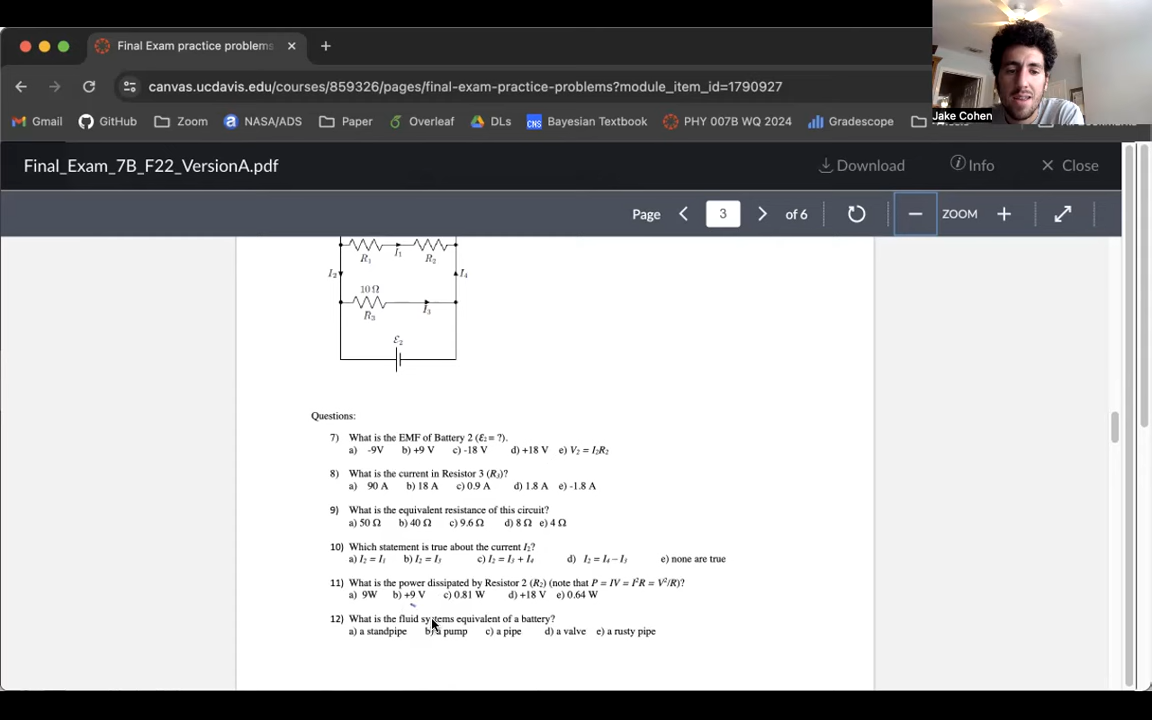 Final Exam practice problems
canvas.ucdavis.edu/courses/859326/pages/final-exam-practice-problems?module_item_id=1790927
Jake Cohen
Gmail GitHub Zoom NASA/ADS Paper Overleaf DLs CNS Bayesian Textbook PHY 007B WQ 2024 Gradescope
Final_Exam_7B_F22_VersionA.pdf Download Info Close
Page 3 of 6 ZOOM
R₁ I₁ R₂
I₂ I₄
10 Ω
R₃ I₃
ℰ₂
Questions:
7) What is the EMF of Battery 2 (ℰ₂ = ?).
a) -9V b) +9 V c) -18 V d) +18 V e) V₂ = I₂R₂
8) What is the current in Resistor 3 (R₃)?
a) 90 A b) 18 A c) 0.9 A d) 1.8 A e) -1.8 A
9) What is the equivalent resistance of this circuit?
a) 50 Ω b) 40 Ω c) 9.6 Ω d) 8 Ω e) 4 Ω
10) Which statement is true about the current I₂?
a) I₂ = I₁ b) I₂ = I₃ c) I₂ = I₃ + I₄ d) I₂ = I₄ – I₃ e) none are true
11) What is the power dissipated by Resistor 2 (R₂) (note that P = IV = I²R = V²/R)?
a) 9W b) +9 V c) 0.81 W d) +18 V e) 0.64 W
12) What is the fluid systems equivalent of a battery?
a) a standpipe b) a pump c) a pipe d) a valve e) a rusty pipe